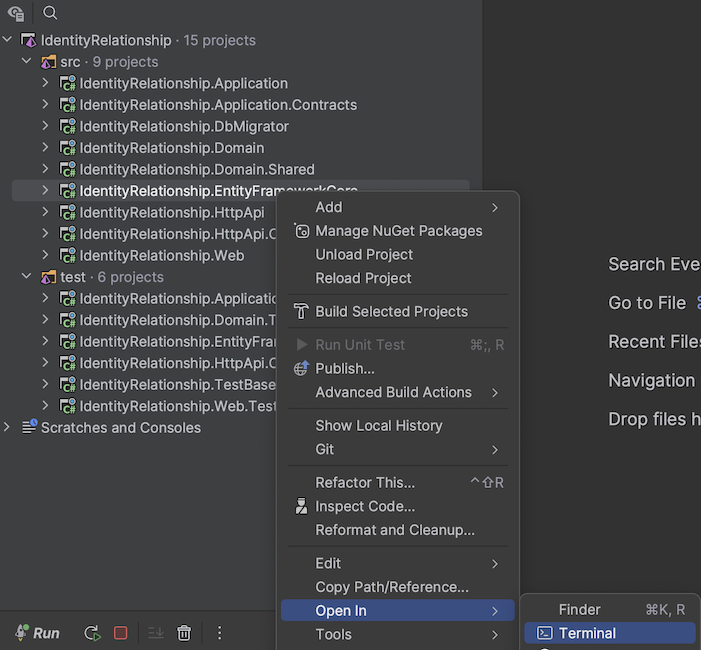 IdentityRelationship · 15 projects
src · 9 projects
IdentityRelationship.Application
IdentityRelationship.Application.Contracts
IdentityRelationship.DbMigrator
IdentityRelationship.Domain
IdentityRelationship.Domain.Shared
IdentityRelationship.EntityFrameworkCore
IdentityRelationship.HttpApi
IdentityRelationship.HttpApi.C
IdentityRelationship.Web
test · 6 projects
IdentityRelationship.Applicatio
IdentityRelationship.Domain.T
IdentityRelationship.EntityFra
IdentityRelationship.HttpApi.C
IdentityRelationship.TestBase
IdentityRelationship.Web.Test
Scratches and Consoles
Run
Add
Manage NuGet Packages
Unload Project
Reload Project
Build Selected Projects
Run Unit Test ⌘;, R
Publish...
Advanced Build Actions
Show Local History
Git
Refactor This... ⌃⇧R
Inspect Code...
Reformat and Cleanup...
Edit
Copy Path/Reference...
Open In
Tools
Finder ⌘K, R
Terminal
Search Eve
Go to File
Recent Files
Navigation
Drop files h